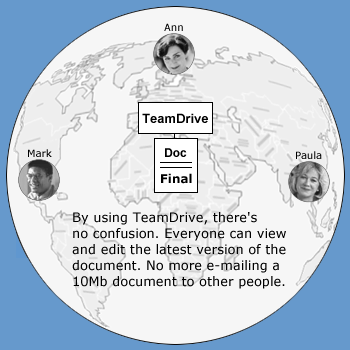 Ann
TeamDrive
Doc
Final
Mark
Paula
By using TeamDrive, there's
no confusion. Everyone can view
and edit the latest version of the
document. No more e-mailing a
10Mb document to other people.